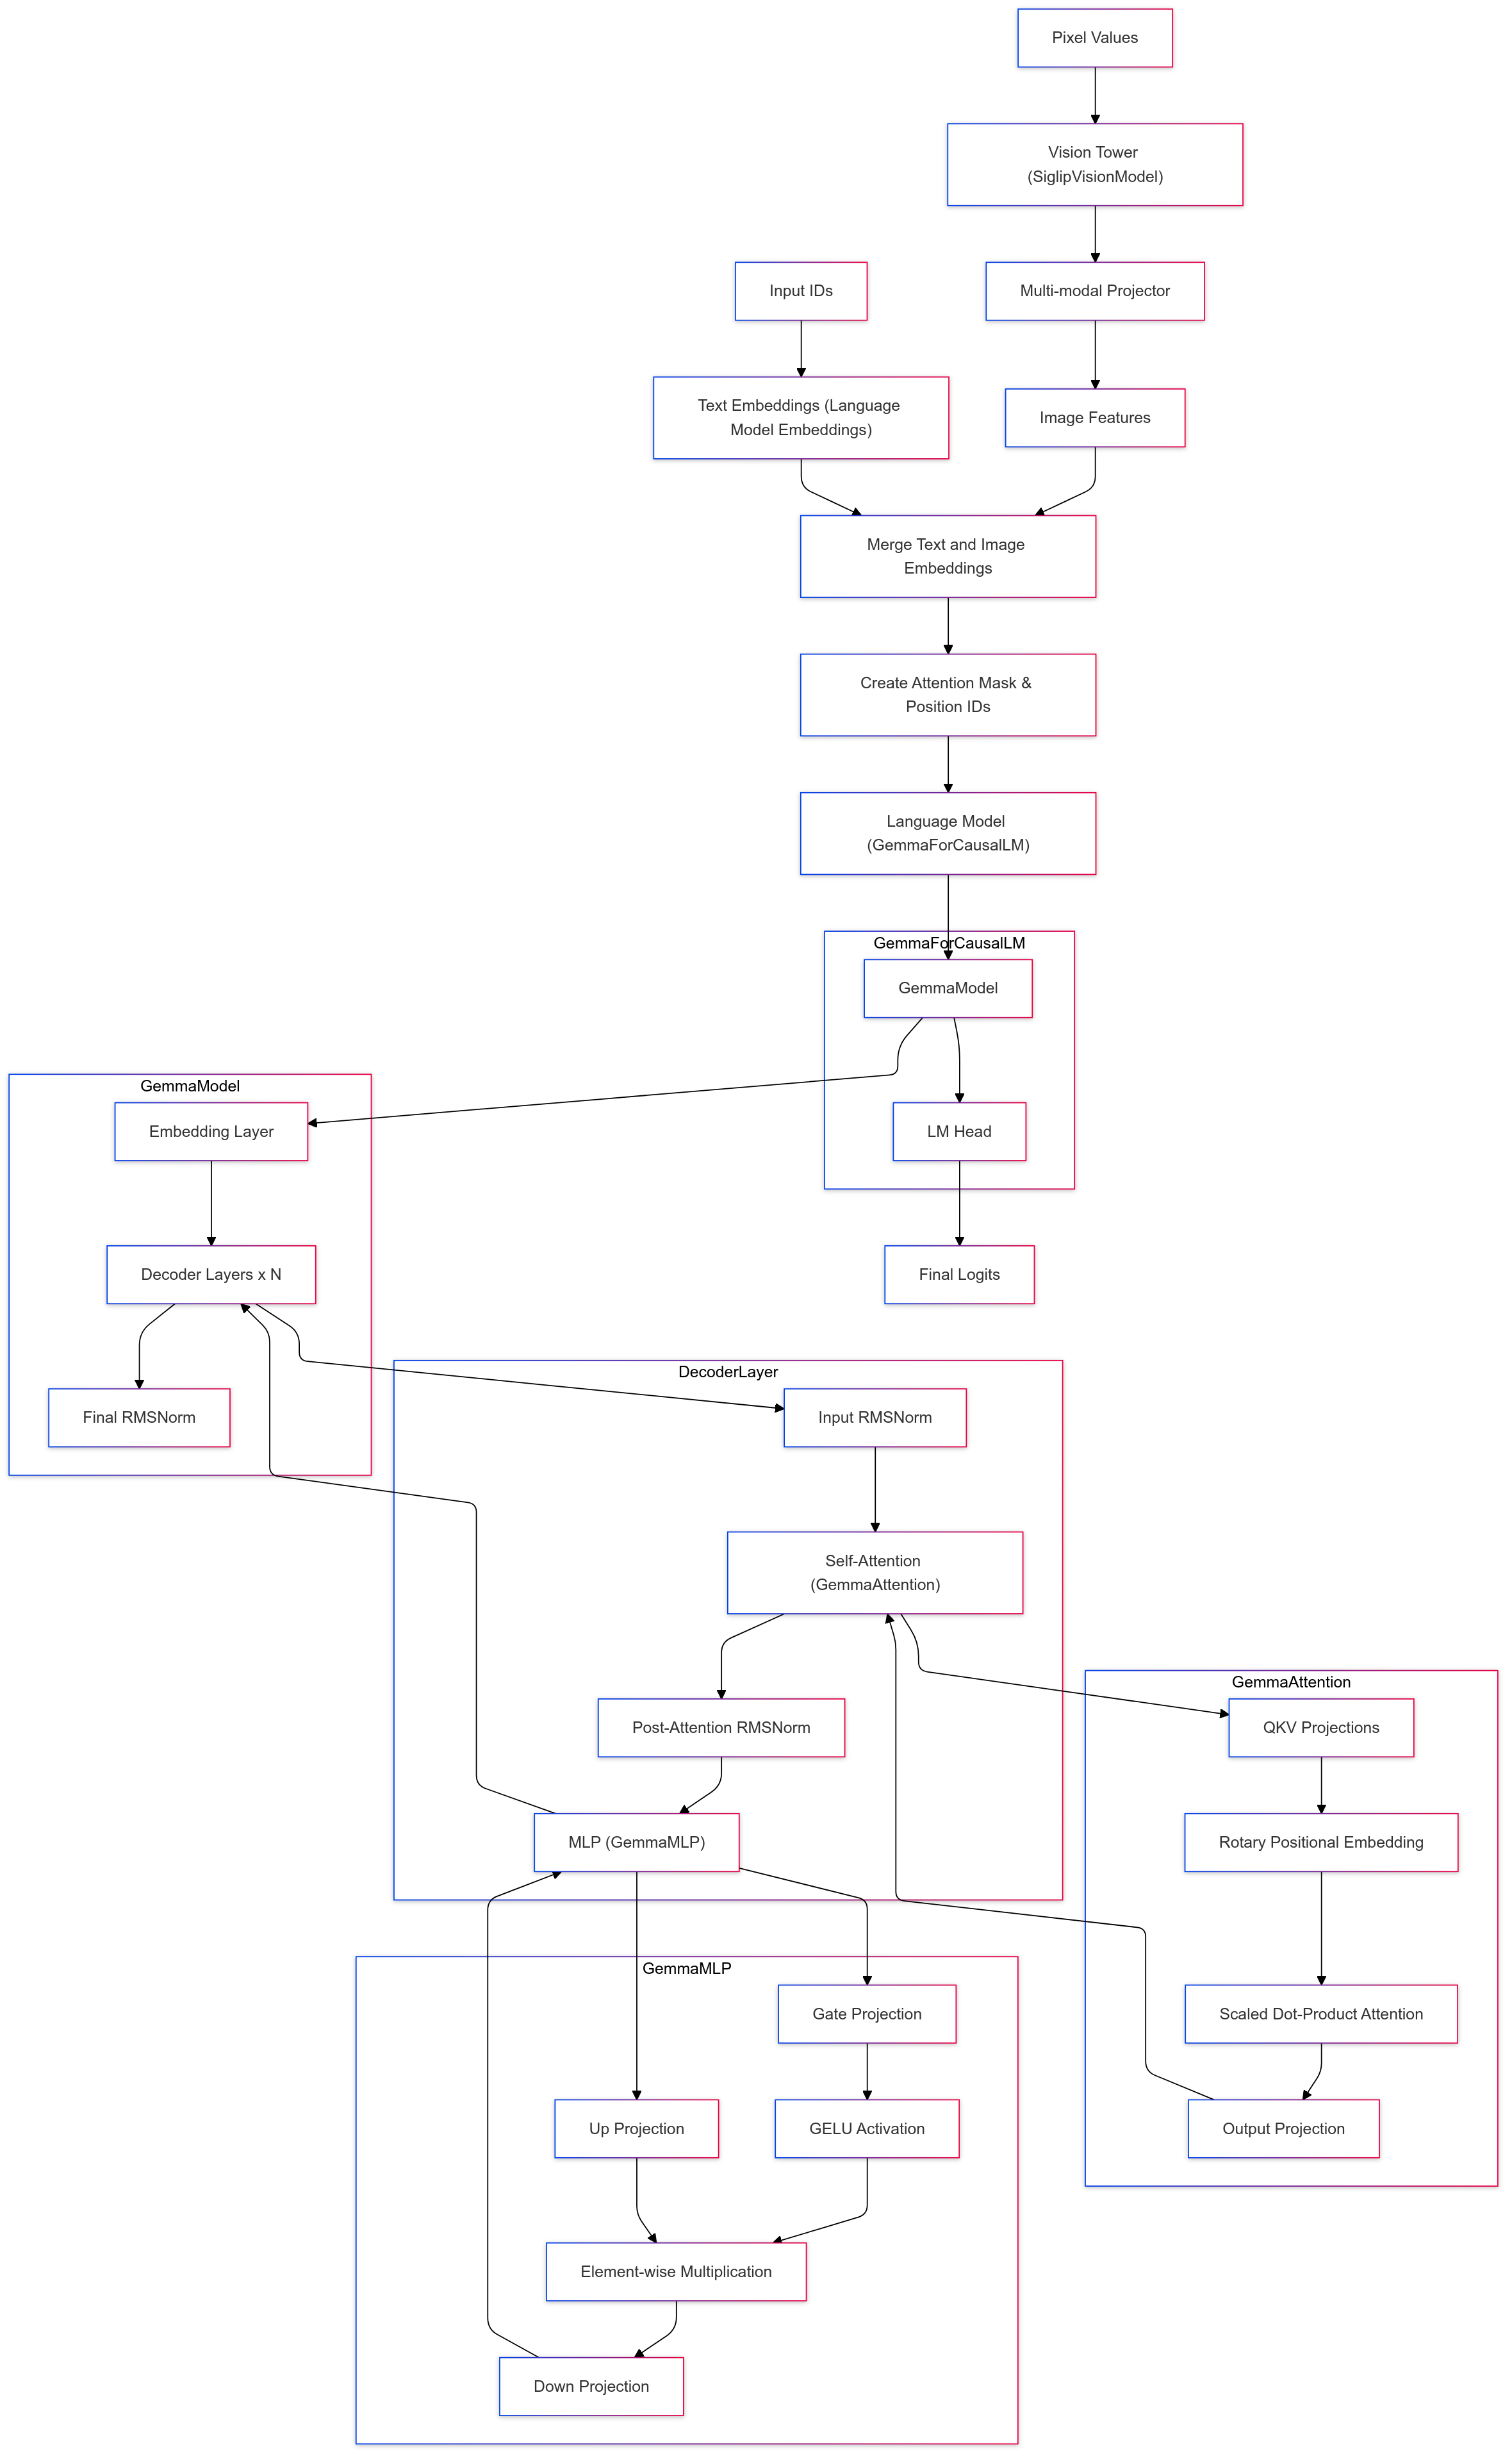 Pixel Values
Vision Tower
(SiglipVisionModel)
Input IDs
Multi-modal Projector
Text Embeddings (Language
Model Embeddings)
Image Features
Merge Text and Image
Embeddings
Create Attention Mask &
Position IDs
Language Model
(GemmaForCausalLM)
GemmaForCausalLM
GemmaModel
LM Head
Final Logits
GemmaModel
Embedding Layer
Decoder Layers x N
Final RMSNorm
DecoderLayer
Input RMSNorm
Self-Attention
(GemmaAttention)
Post-Attention RMSNorm
MLP (GemmaMLP)
GemmaAttention
QKV Projections
Rotary Positional Embedding
Scaled Dot-Product Attention
Output Projection
GemmaMLP
Gate Projection
Up Projection
GELU Activation
Element-wise Multiplication
Down Projection